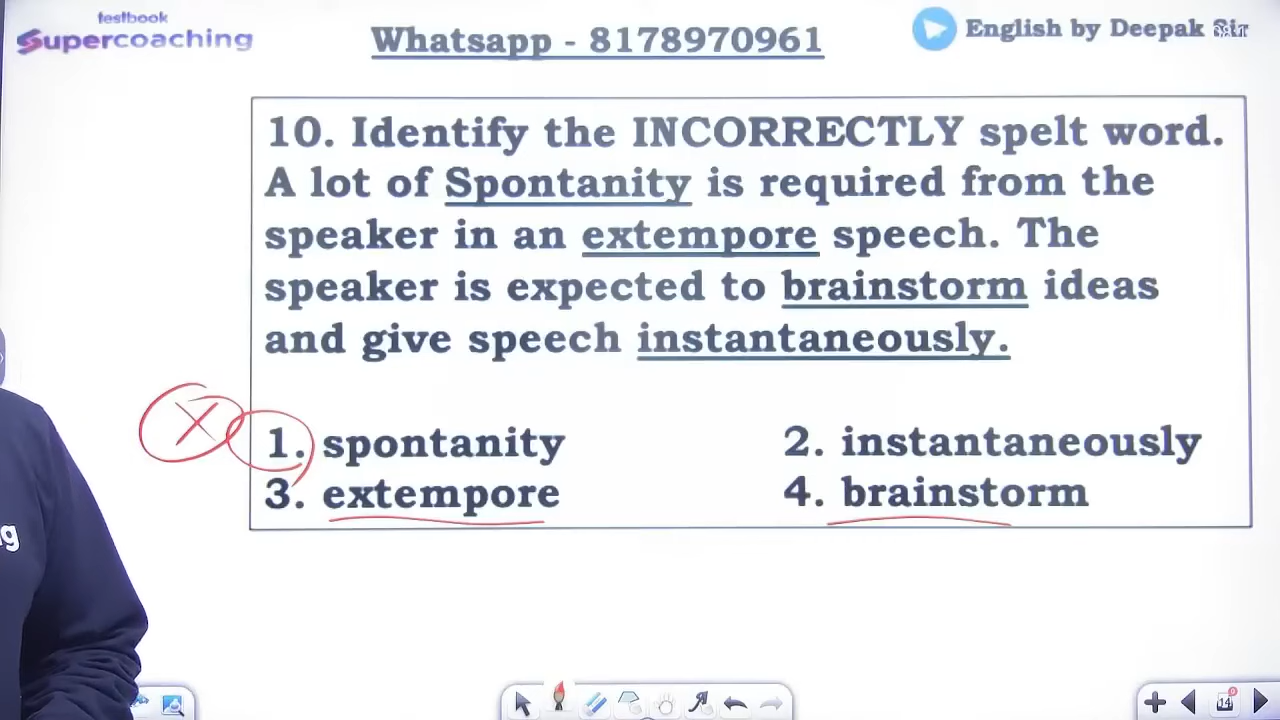 testbook
Supercoaching
Whatsapp - 8178970961
English by Deepak Sir
10. Identify the INCORRECTLY spelt word.
A lot of Spontanity is required from the
speaker in an extempore speech. The
speaker is expected to brainstorm ideas
and give speech instantaneously.
X
1. spontanity
2. instantaneously
3. extempore
4. brainstorm
g
14